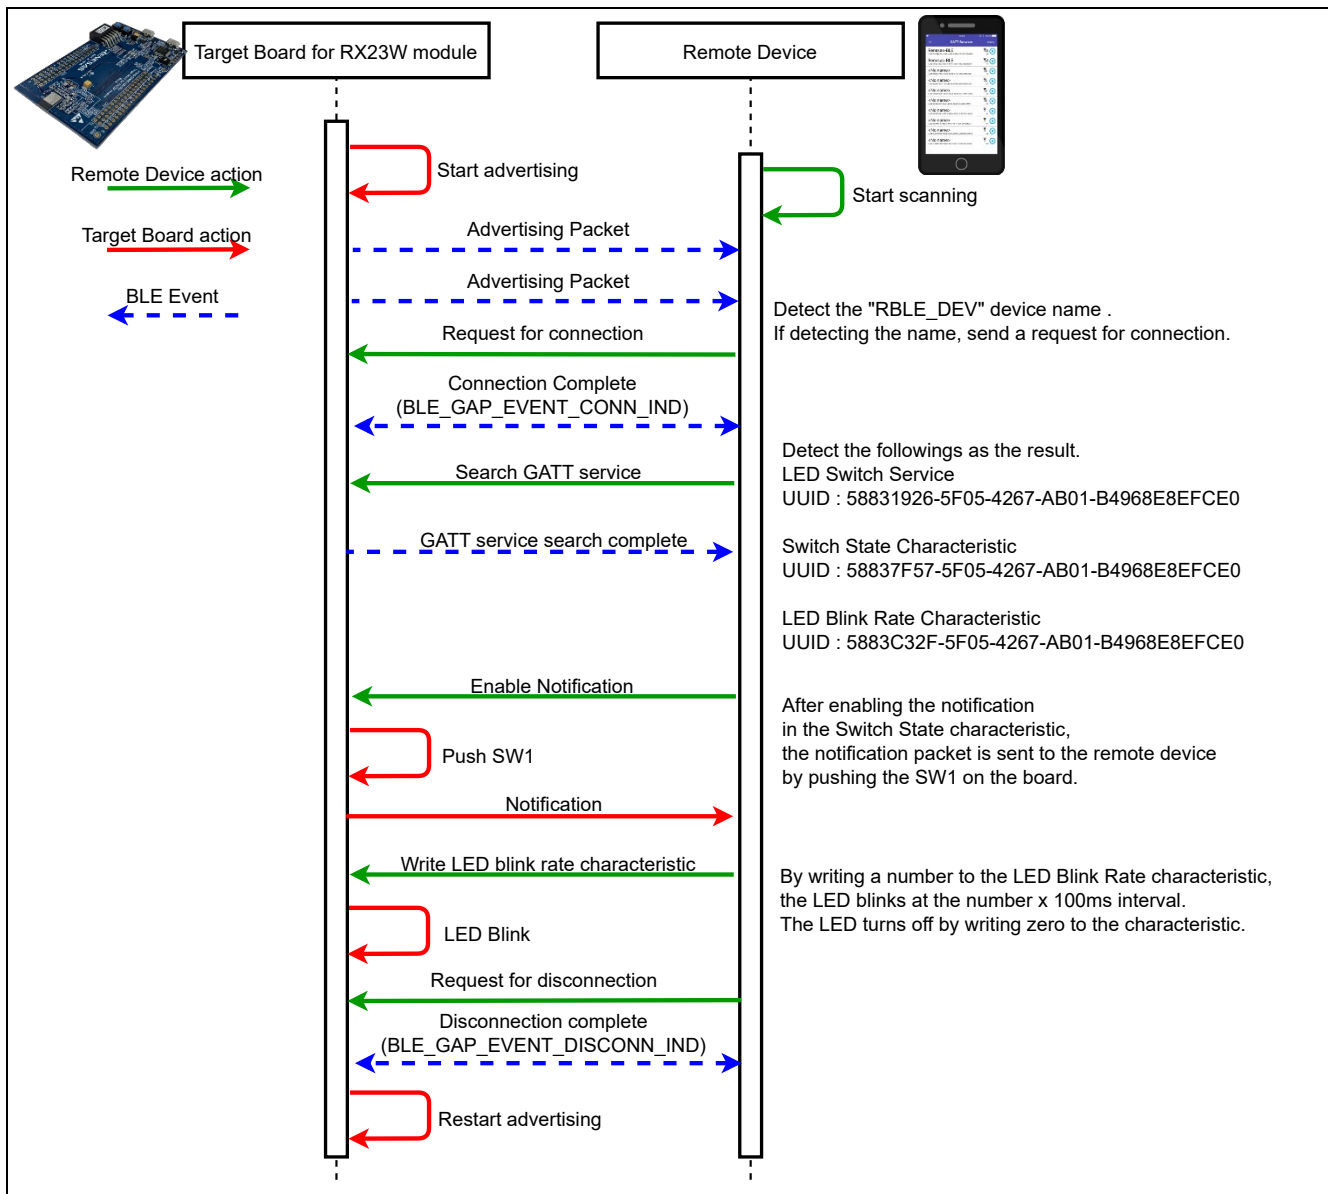 Target Board for RX23W module
Remote Device
Remote Device action
Target Board action
BLE Event
Start advertising
Start scanning
Advertising Packet
Advertising Packet
Detect the "RBLE_DEV" device name .
If detecting the name, send a request for connection.
Request for connection
Connection Complete
(BLE_GAP_EVENT_CONN_IND)
Detect the followings as the result.
LED Switch Service
UUID : 58831926-5F05-4267-AB01-B4968E8EFCE0
Search GATT service
GATT service search complete
Switch State Characteristic
UUID : 58837F57-5F05-4267-AB01-B4968E8EFCE0
LED Blink Rate Characteristic
UUID : 5883C32F-5F05-4267-AB01-B4968E8EFCE0
Enable Notification
After enabling the notification
in the Switch State characteristic,
the notification packet is sent to the remote device
by pushing the SW1 on the board.
Push SW1
Notification
Write LED blink rate characteristic
By writing a number to the LED Blink Rate characteristic,
the LED blinks at the number x 100ms interval.
The LED turns off by writing zero to the characteristic.
LED Blink
Request for disconnection
Disconnection complete
(BLE_GAP_EVENT_DISCONN_IND)
Restart advertising